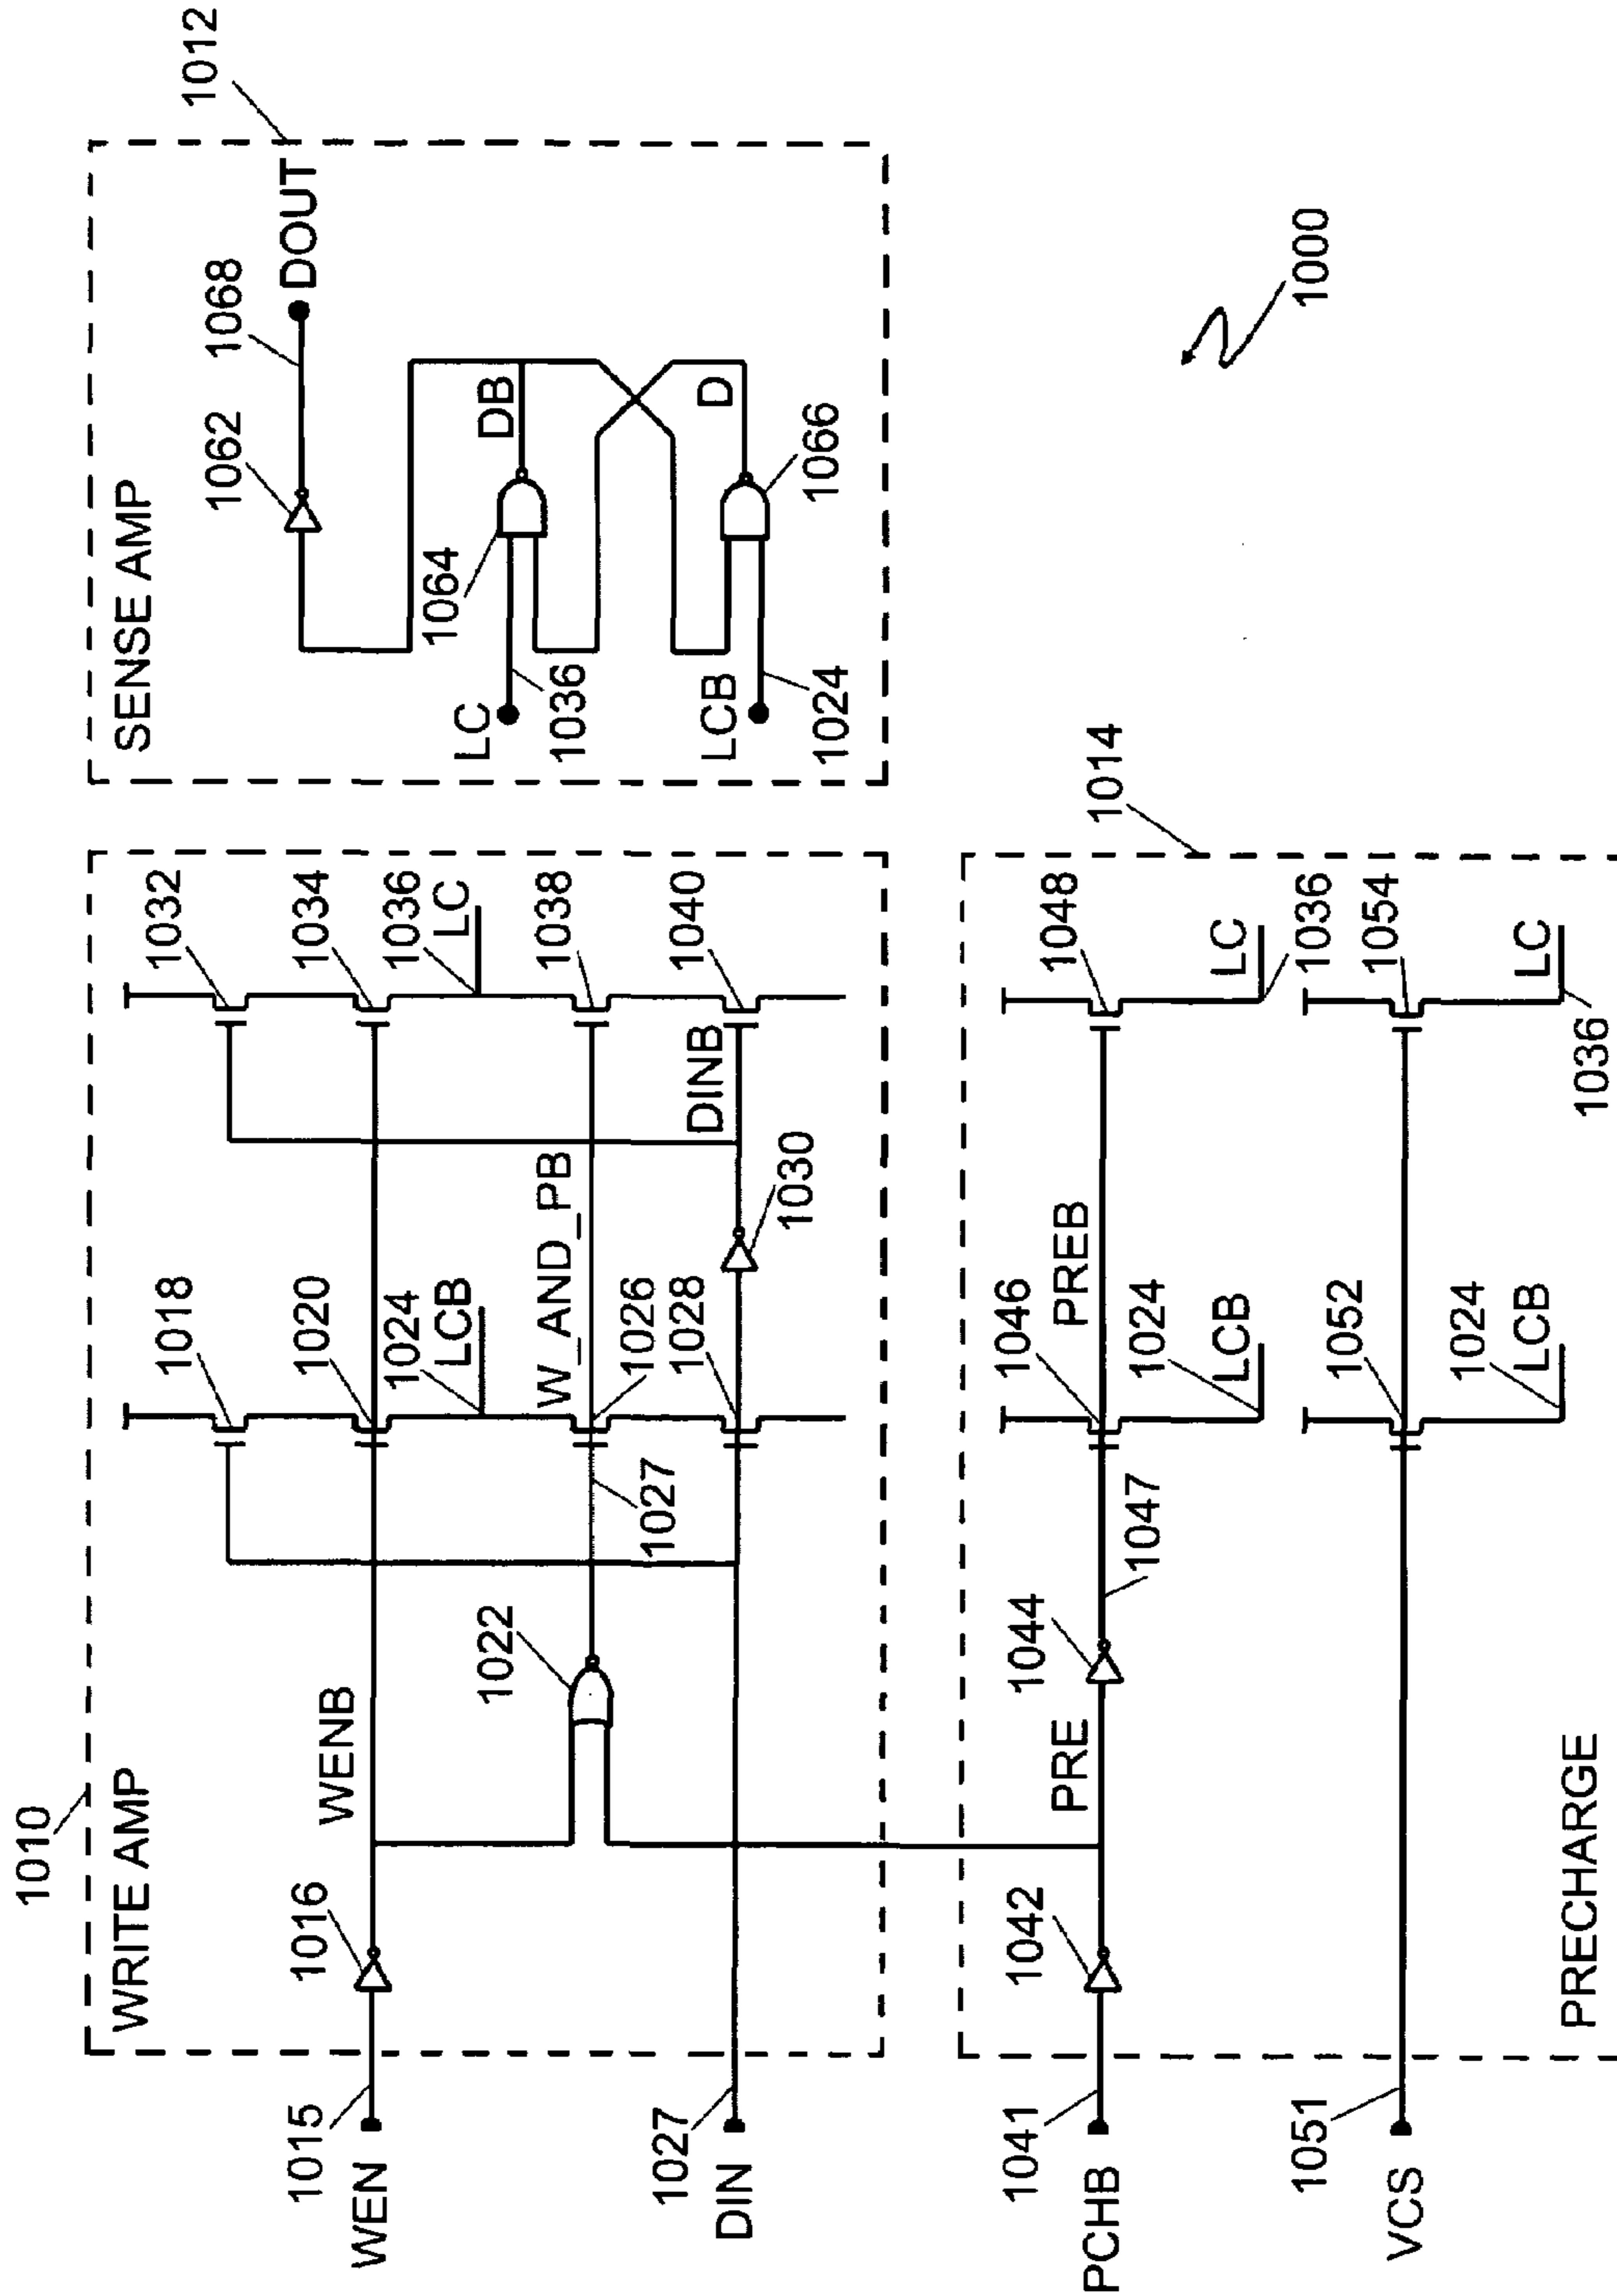 1010
WRITE AMP
1015
WEN
1016
WENB
1018
1020
1022
1024
LCB
W_AND_PB
1026
1027
1028
1027
DIN
1030
DINB
1032
1034
1036
LC
1038
1040
SENSE AMP
1012
1062
1068
DOUT
1064
DB
LC
1036
D
LCB
1024
1066
1000
1014
1041
PCHB
1042
PRE
1044
1047
1046
PREB
1024
LCB
1048
LC
1036
1051
VCS
1052
1024
LCB
1054
LC
1036
PRECHARGE